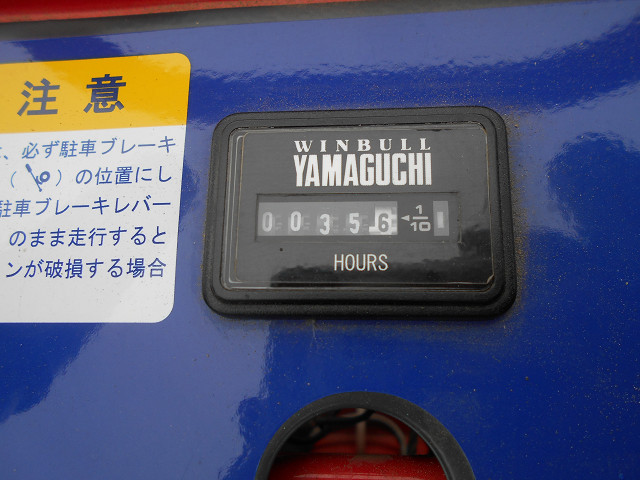 注意
、必ず駐車ブレーキ
( ) の位置にし
駐車ブレーキレバー
のまま走行すると
ンが破損する場合
WINBULL
YAMAGUCHI
00356 ◄ 1/10
HOURS